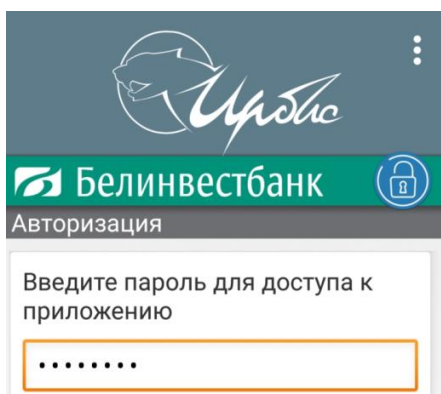 Ирбис
Белинвестбанк
Авторизация
Введите пароль для доступа к
приложению
••••••••